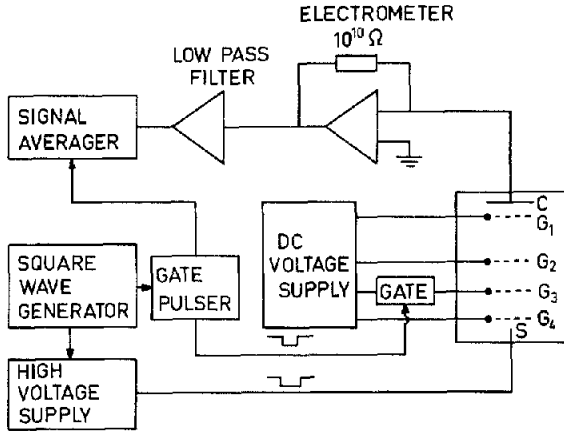 ELECTROMETER
10¹⁰ Ω
LOW PASS
FILTER
SIGNAL
AVERAGER
C
G₁
DC
VOLTAGE
SUPPLY
G₂
SQUARE
WAVE
GENERATOR
GATE
PULSER
GATE
G₃
G₄
S
HIGH
VOLTAGE
SUPPLY